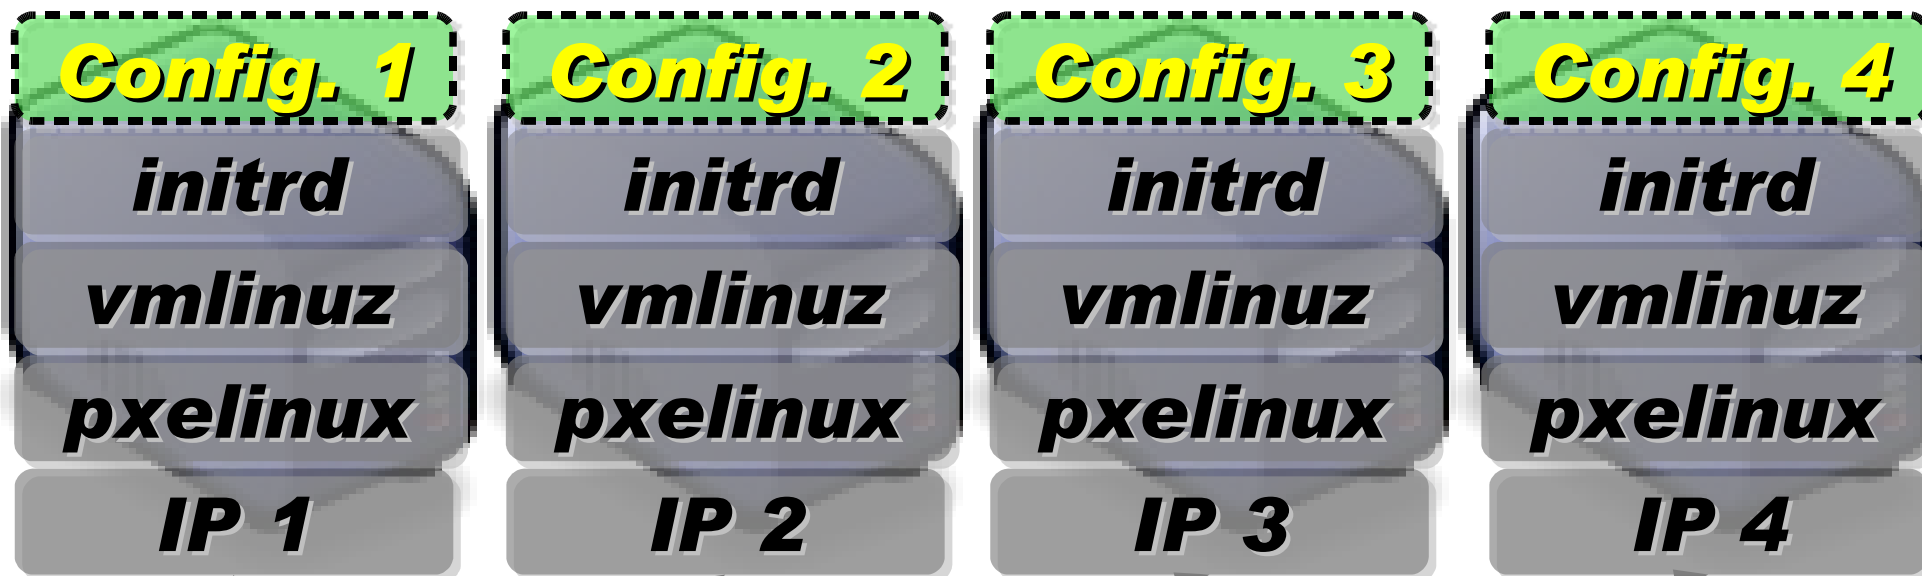 Config. 1 Config. 2 Config. 3 Config. 4
initrd initrd initrd initrd
vmlinuz vmlinuz vmlinuz vmlinuz
pxelinux pxelinux pxelinux pxelinux
IP 1 IP 2 IP 3 IP 4